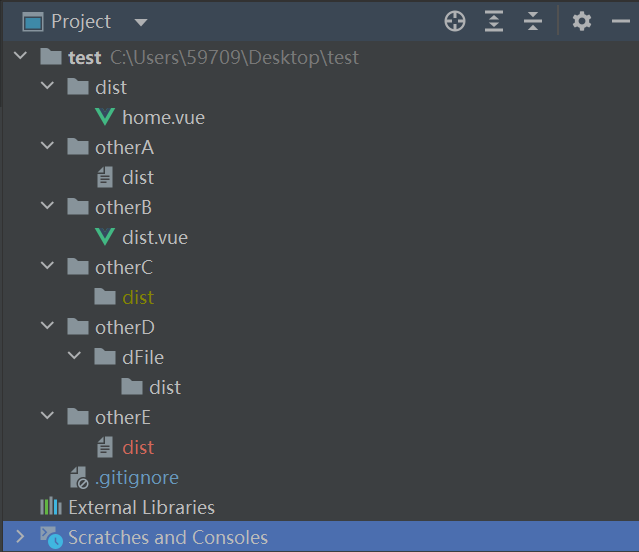 Project
test C:\Users\59709\Desktop\test
dist
home.vue
otherA
dist
otherB
dist.vue
otherC
dist
otherD
dFile
dist
otherE
dist
.gitignore
External Libraries
Scratches and Consoles